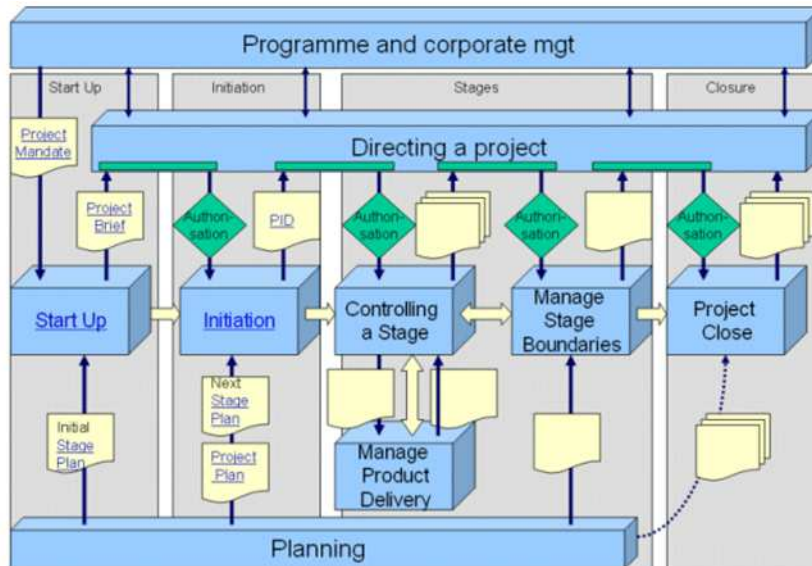 Programme and corporate mgt
Start Up
Initiation
Stages
Closure
Directing a project
Project
Mandate
Project
Brief
Authori-
sation
PID
Authori-
sation
Authori-
sation
Authori-
sation
Start Up
Initiation
Controlling
a Stage
Manage
Stage
Boundaries
Project
Close
Initial
Stage
Plan
Next
Stage
Plan
Project
Plan
Manage
Product
Delivery
Planning